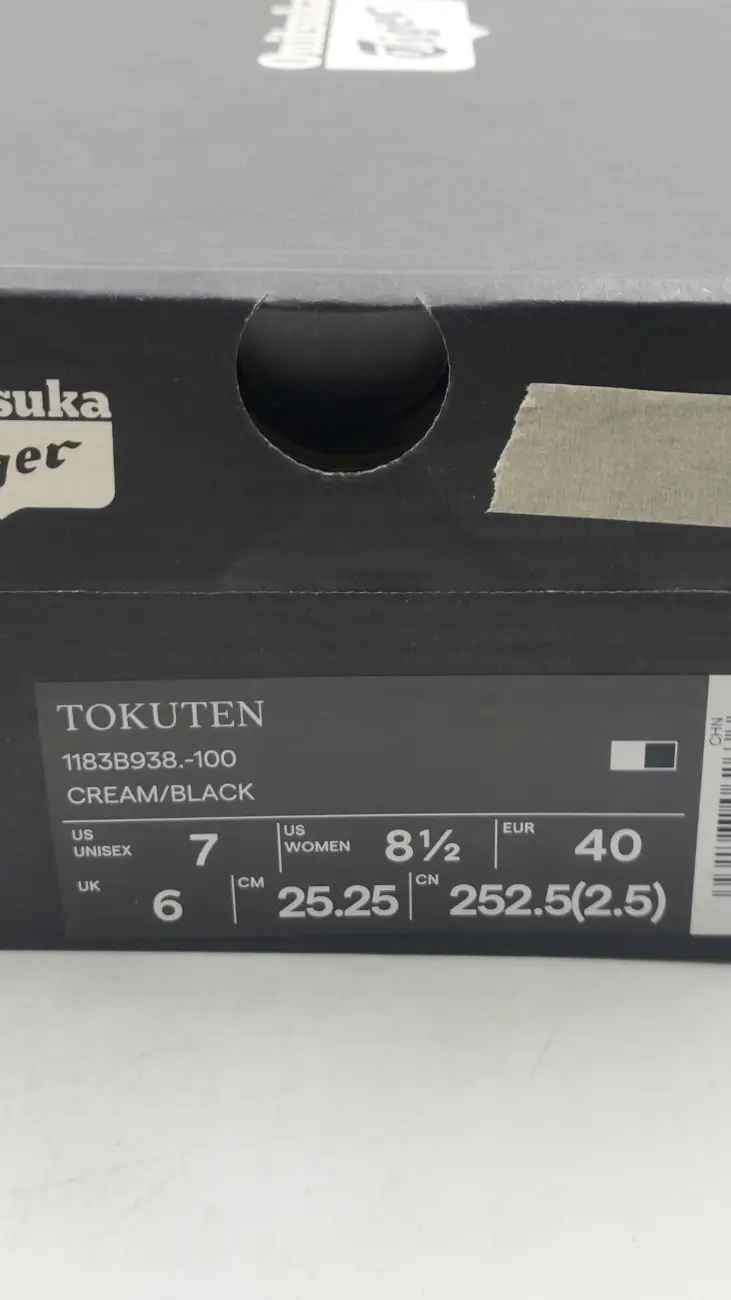 suka
ger
TOKUTEN
1183B938.-100
CREAM/BLACK
US UNISEX 7 US WOMEN 8½ EUR 40
UK 6 CM 25.25 CN 252.5(2.5)
CHN